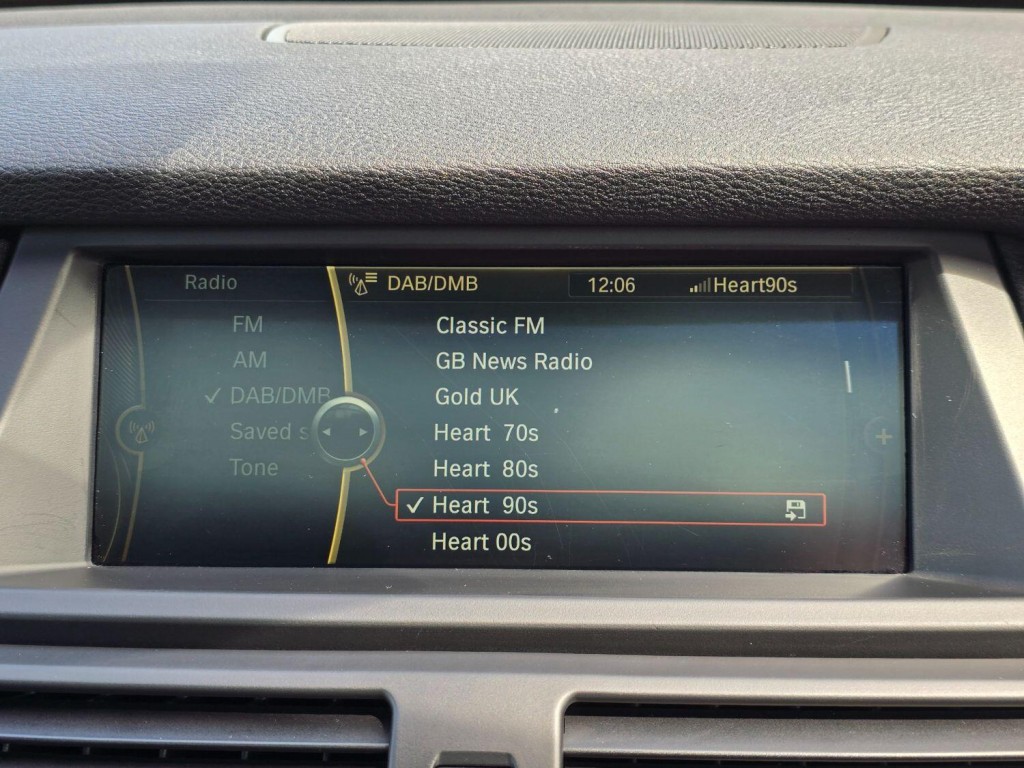 Radio
DAB/DMB
12:06
Heart90s
FM
AM
✓ DAB/DMB
Saved s
Tone
Classic FM
GB News Radio
Gold UK
Heart 70s
Heart 80s
✓ Heart 90s
Heart 00s